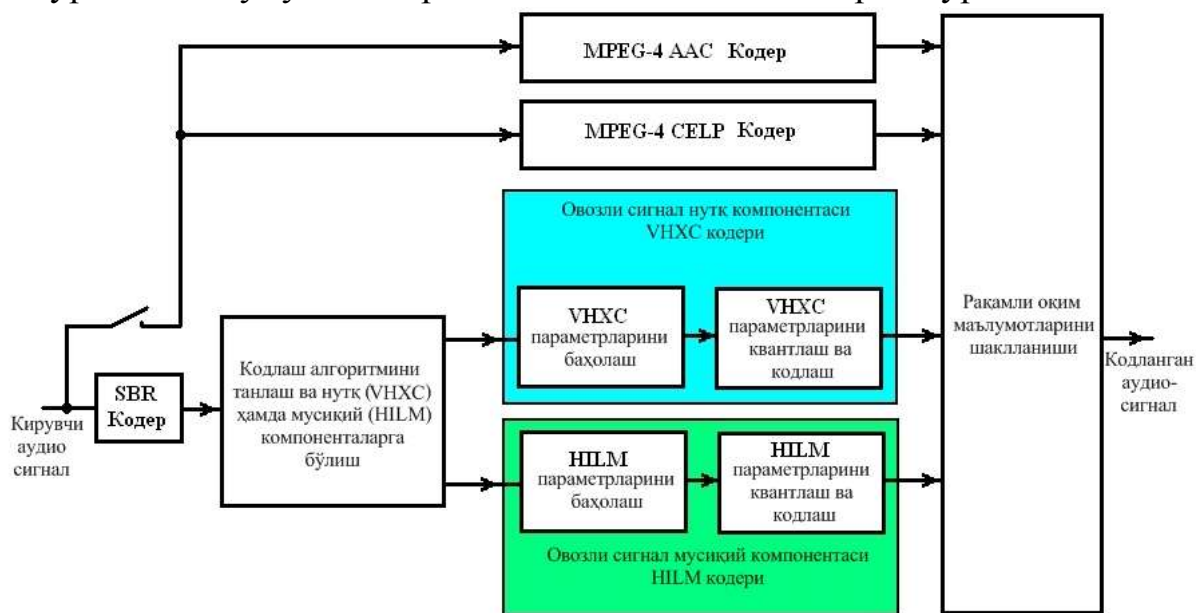 MPEG-4 AAC Кодер
MPEG-4 CELP Кодер
Овозли сигнал нутқ компонентаси
VHXC кодери
VHXC
параметрларини
баҳолаш
VHXC
параметрларини
квантлаш ва
кодлаш
Рақамли оқим
маълумотларини
шаклланиши
Кодланган
аудио-
сигнал
Кирувчи
аудио
сигнал
SBR
Кодер
Кодлаш алгоритмини
танлаш ва нутқ (VHXC)
ҳамда мусиқий (HILM)
компоненталарга
бўлиш
HILM
параметрларини
баҳолаш
HILM
параметрларини
квантлаш ва
кодлаш
Овозли сигнал мусиқий компонентаси
HILM кодери